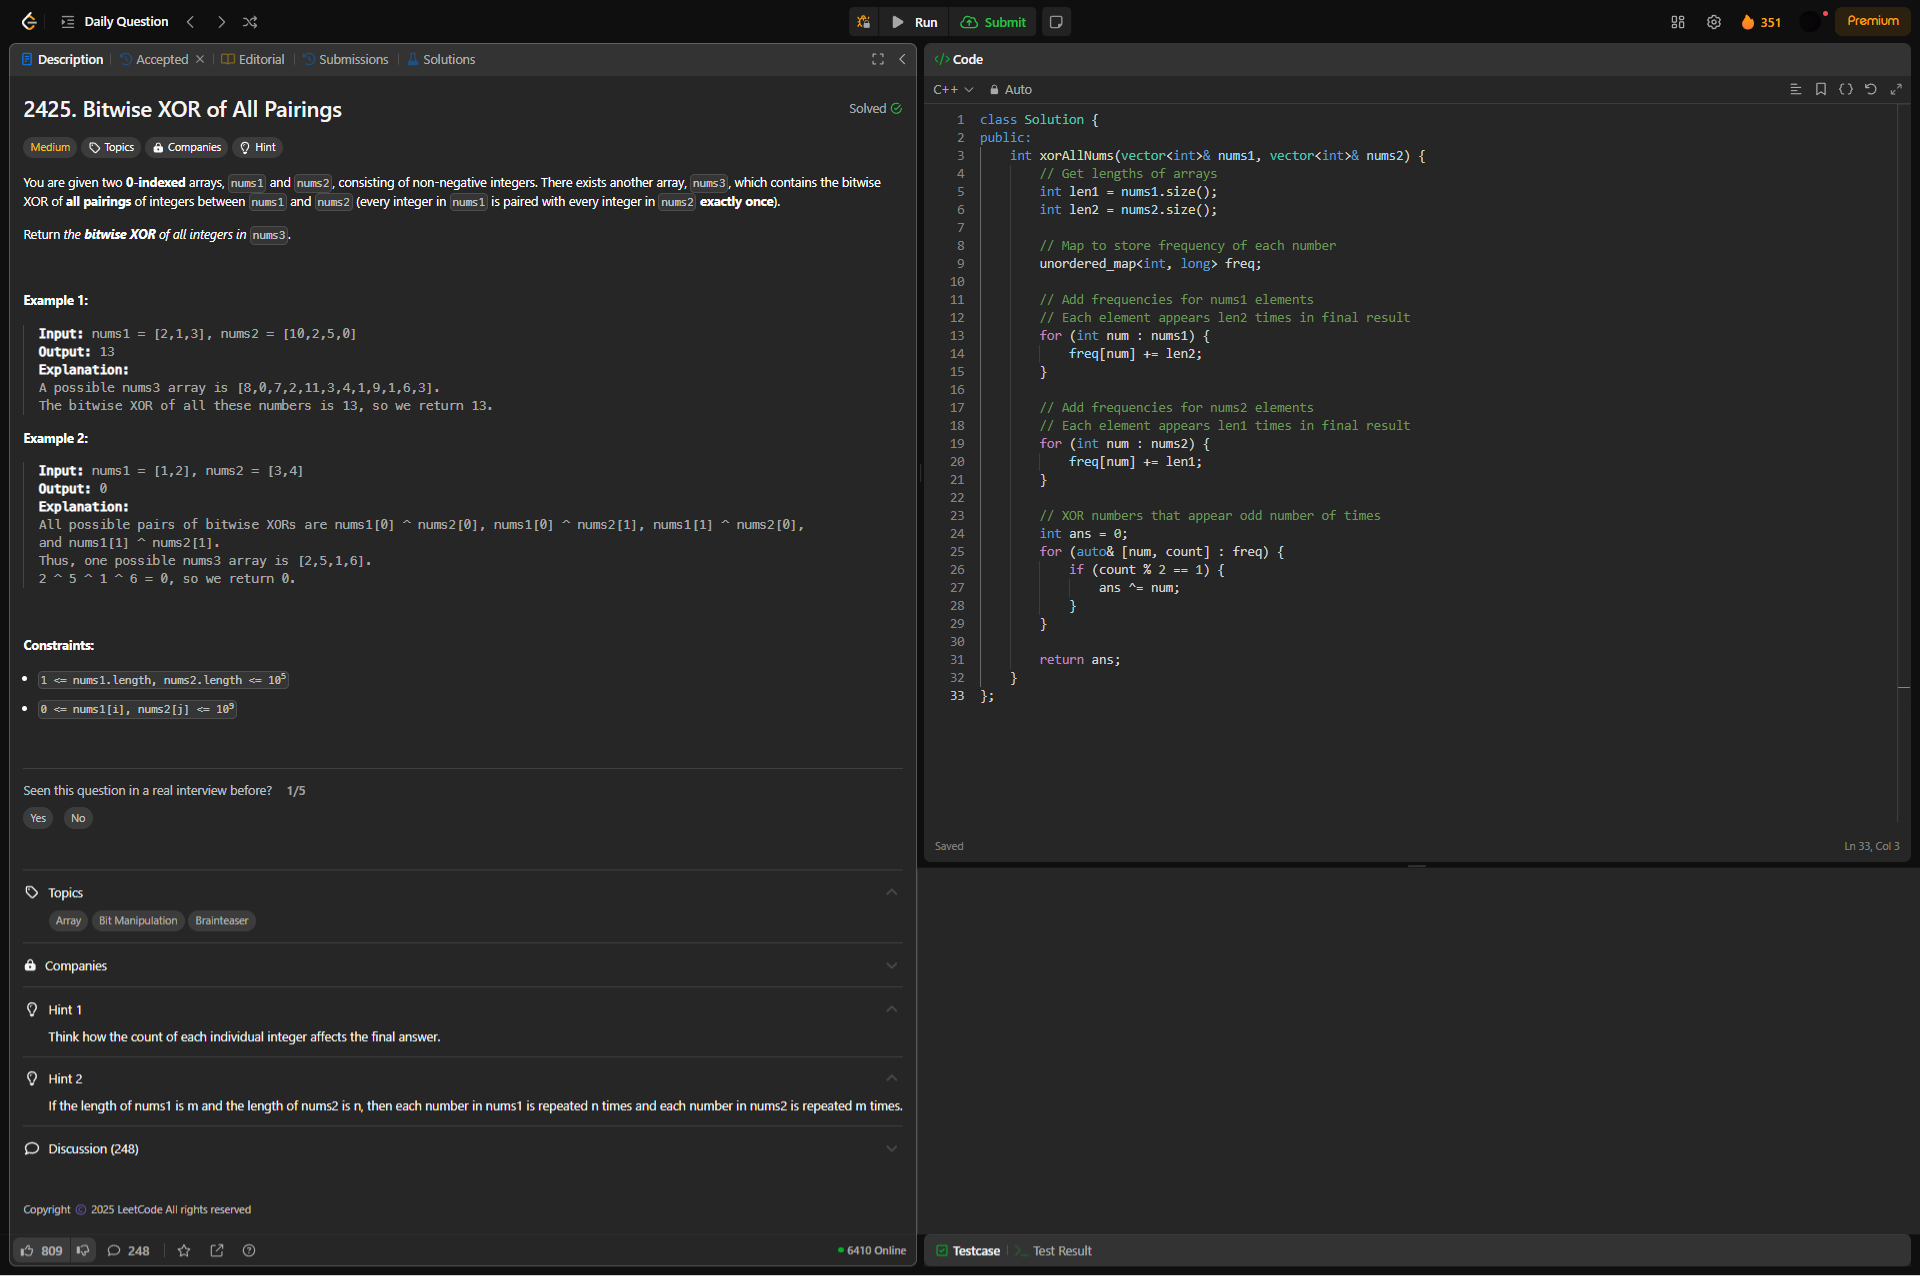 Daily Question
Run
Submit
351
Premium
Description
Accepted
Editorial
Submissions
Solutions
2425. Bitwise XOR of All Pairings
Solved
Medium
Topics
Companies
Hint
You are given two 0-indexed arrays, nums1 and nums2, consisting of non-negative integers. There exists another array, nums3, which contains the bitwise
XOR of all pairings of integers between nums1 and nums2 (every integer in nums1 is paired with every integer in nums2 exactly once).
Return the bitwise XOR of all integers in nums3.
Example 1:
Input: nums1 = [2,1,3], nums2 = [10,2,5,0]
Output: 13
Explanation:
A possible nums3 array is [8,0,7,2,11,3,4,1,9,1,6,3].
The bitwise XOR of all these numbers is 13, so we return 13.
Example 2:
Input: nums1 = [1,2], nums2 = [3,4]
Output: 0
Explanation:
All possible pairs of bitwise XORs are nums1[0] ^ nums2[0], nums1[0] ^ nums2[1], nums1[1] ^ nums2[0],
and nums1[1] ^ nums2[1].
Thus, one possible nums3 array is [2,5,1,6].
2 ^ 5 ^ 1 ^ 6 = 0, so we return 0.
Constraints:
1 <= nums1.length, nums2.length <= 10⁵
0 <= nums1[i], nums2[j] <= 10⁹
Seen this question in a real interview before? 1/5
Yes
No
Topics
Array
Bit Manipulation
Brainteaser
Companies
Hint 1
Think how the count of each individual integer affects the final answer.
Hint 2
If the length of nums1 is m and the length of nums2 is n, then each number in nums1 is repeated n times and each number in nums2 is repeated m times.
Discussion (248)
Copyright © 2025 LeetCode All rights reserved
809
248
6410 Online
</> Code
C++
Auto
1 class Solution {
2 public:
3 int xorAllNums(vector<int>& nums1, vector<int>& nums2) {
4 // Get lengths of arrays
5 int len1 = nums1.size();
6 int len2 = nums2.size();
7
8 // Map to store frequency of each number
9 unordered_map<int, long> freq;
10
11 // Add frequencies for nums1 elements
12 // Each element appears len2 times in final result
13 for (int num : nums1) {
14 freq[num] += len2;
15 }
16
17 // Add frequencies for nums2 elements
18 // Each element appears len1 times in final result
19 for (int num : nums2) {
20 freq[num] += len1;
21 }
22
23 // XOR numbers that appear odd number of times
24 int ans = 0;
25 for (auto& [num, count] : freq) {
26 if (count % 2 == 1) {
27 ans ^= num;
28 }
29 }
30
31 return ans;
32 }
33 };
Saved
Ln 33, Col 3
Testcase
Test Result